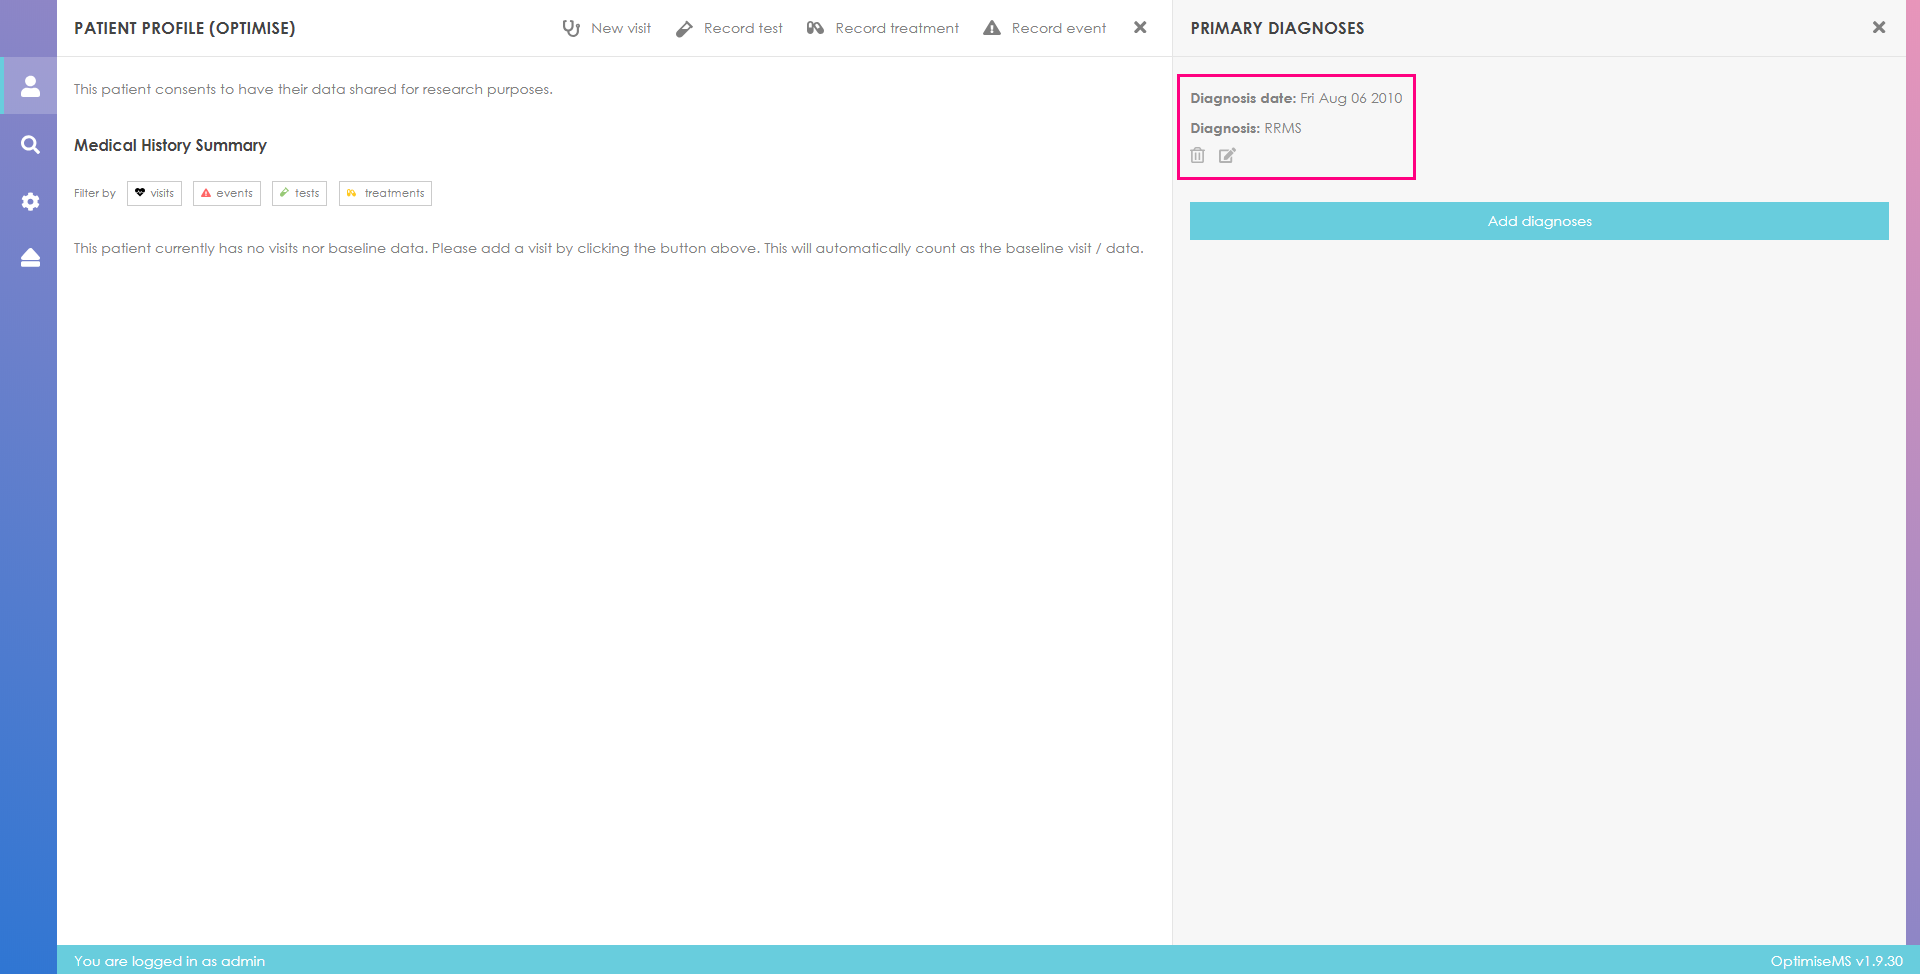 PATIENT PROFILE (OPTIMISE)
New visit
Record test
Record treatment
Record event
This patient consents to have their data shared for research purposes.
Medical History Summary
Filter by
visits
events
tests
treatments
This patient currently has no visits nor baseline data. Please add a visit by clicking the button above. This will automatically count as the baseline visit / data.
PRIMARY DIAGNOSES
Diagnosis date: Fri Aug 06 2010
Diagnosis: RRMS
Add diagnoses
You are logged in as admin
OptimiseMS v1.9.30